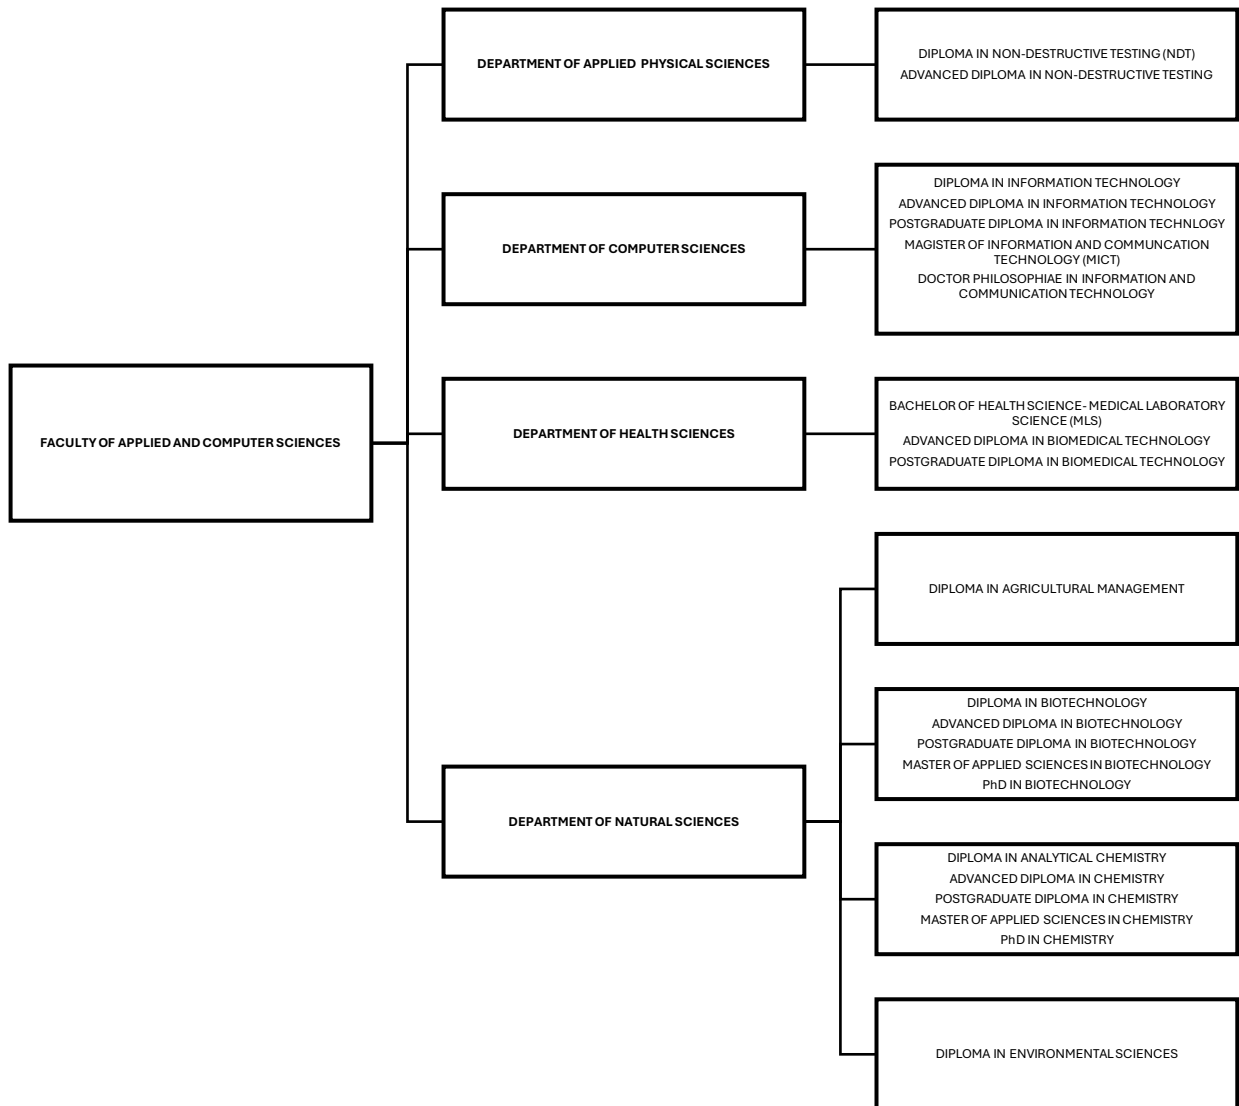 FACULTY OF APPLIED AND COMPUTER SCIENCES
DEPARTMENT OF APPLIED PHYSICAL SCIENCES
DIPLOMA IN NON-DESTRUCTIVE TESTING (NDT)
ADVANCED DIPLOMA IN NON-DESTRUCTIVE TESTING
DEPARTMENT OF COMPUTER SCIENCES
DIPLOMA IN INFORMATION TECHNOLOGY
ADVANCED DIPLOMA IN INFORMATION TECHNOLOGY
POSTGRADUATE DIPLOMA IN INFORMATION TECHNLOGY
MAGISTER OF INFORMATION AND COMMUNCATION
TECHNOLOGY (MICT)
DOCTOR PHILOSOPHIAE IN INFORMATION AND
COMMUNICATION TECHNOLOGY
DEPARTMENT OF HEALTH SCIENCES
BACHELOR OF HEALTH SCIENCE- MEDICAL LABORATORY
SCIENCE (MLS)
ADVANCED DIPLOMA IN BIOMEDICAL TECHNOLOGY
POSTGRADUATE DIPLOMA IN BIOMEDICAL TECHNOLOGY
DEPARTMENT OF NATURAL SCIENCES
DIPLOMA IN AGRICULTURAL MANAGEMENT
DIPLOMA IN BIOTECHNOLOGY
ADVANCED DIPLOMA IN BIOTECHNOLOGY
POSTGRADUATE DIPLOMA IN BIOTECHNOLOGY
MASTER OF APPLIED SCIENCES IN BIOTECHNOLOGY
PhD IN BIOTECHNOLOGY
DIPLOMA IN ANALYTICAL CHEMISTRY
ADVANCED DIPLOMA IN CHEMISTRY
POSTGRADUATE DIPLOMA IN CHEMISTRY
MASTER OF APPLIED SCIENCES IN CHEMISTRY
PhD IN CHEMISTRY
DIPLOMA IN ENVIRONMENTAL SCIENCES